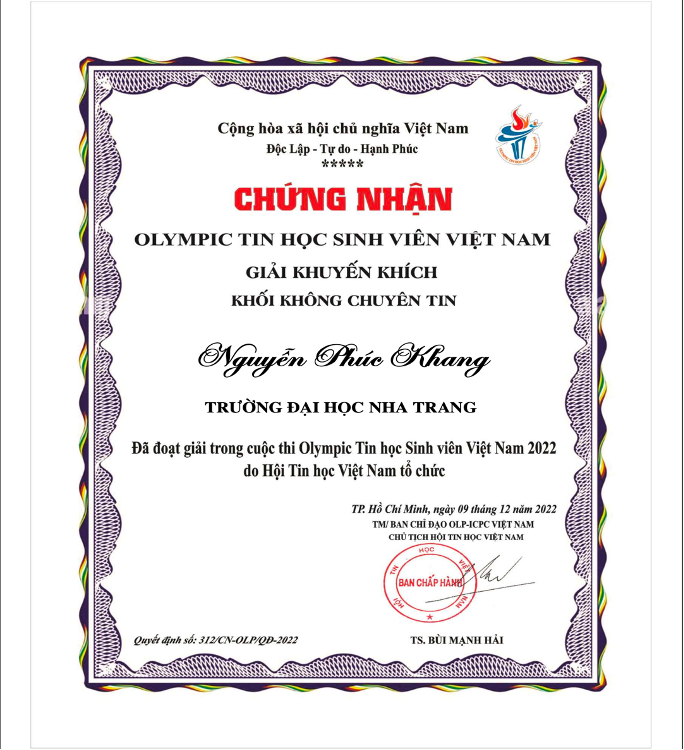 Cộng hòa xã hội chủ nghĩa Việt Nam
Độc Lập - Tự do - Hạnh Phúc
*****
CHỨNG NHẬN
OLYMPIC TIN HỌC SINH VIÊN VIỆT NAM
GIẢI KHUYẾN KHÍCH
KHỐI KHÔNG CHUYÊN TIN
Nguyễn Phúc Khang
TRƯỜNG ĐẠI HỌC NHA TRANG
Đã đoạt giải trong cuộc thi Olympic Tin học Sinh viên Việt Nam 2022
do Hội Tin học Việt Nam tổ chức
TP. Hồ Chí Minh, ngày 09 tháng 12 năm 2022
TM/ BAN CHỈ ĐẠO OLP-ICPC VIỆT NAM
CHỦ TỊCH HỘI TIN HỌC VIỆT NAM
HỘI TIN HỌC VIỆT NAM
BAN CHẤP HÀNH
Quyết định số: 312/CN-OLP/QĐ-2022
TS. BÙI MẠNH HẢI